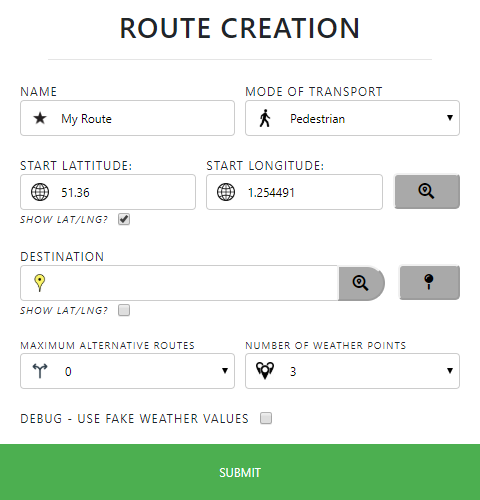 ROUTE CREATION
NAME MODE OF TRANSPORT
My Route Pedestrian
START LATTITUDE: START LONGITUDE:
51.36 1.254491
SHOW LAT/LNG?
DESTINATION
SHOW LAT/LNG?
MAXIMUM ALTERNATIVE ROUTES NUMBER OF WEATHER POINTS
0 3
DEBUG - USE FAKE WEATHER VALUES
SUBMIT